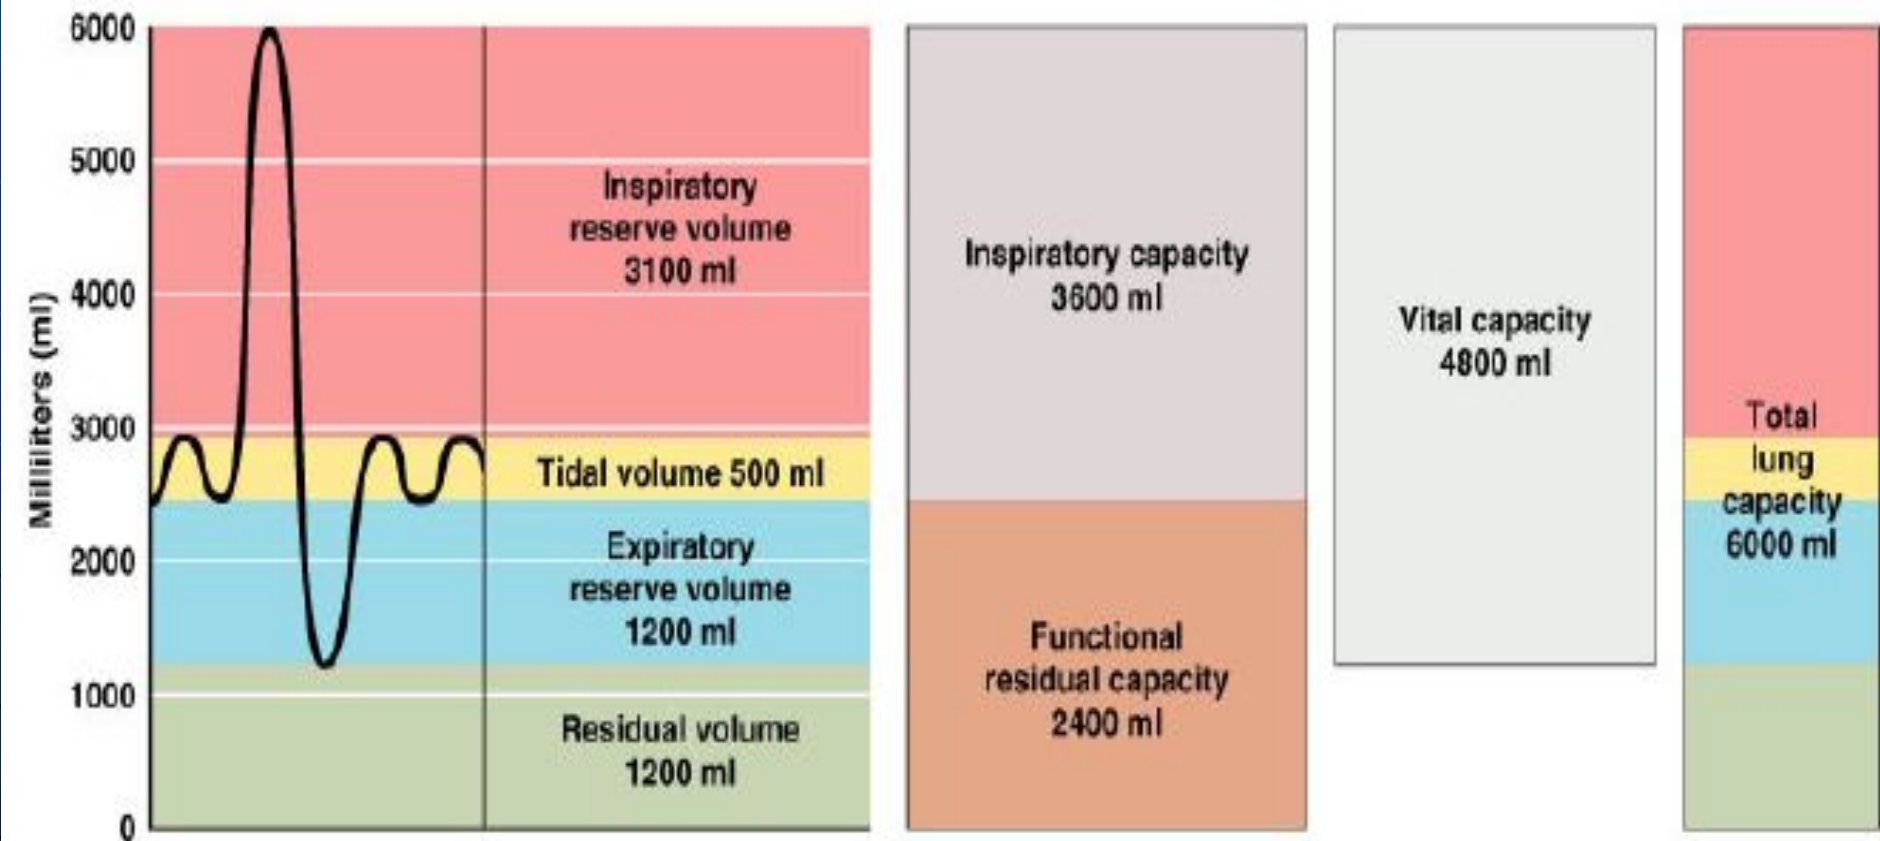 Milliliters (ml)
6000
5000
4000
3000
2000
1000
0
Inspiratory
reserve volume
3100 ml
Tidal volume 500 ml
Expiratory
reserve volume
1200 ml
Residual volume
1200 ml
Inspiratory capacity
3600 ml
Functional
residual capacity
2400 ml
Vital capacity
4800 ml
Total
lung
capacity
6000 ml